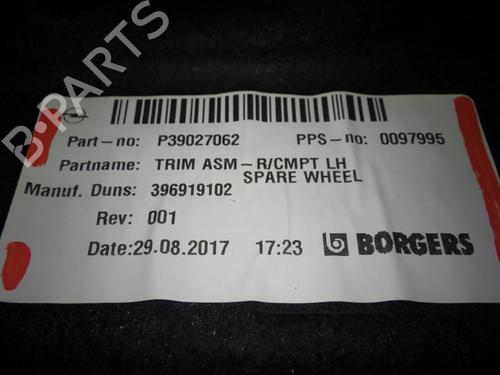 Part-no: P39027062 PPS-no: 0097995
Partname: TRIM ASM-R/CMPT LH
SPARE WHEEL
Manuf. Duns: 396919102
Rev: 001
Date:29.08.2017 17:23 BORGERS
B-PARTS